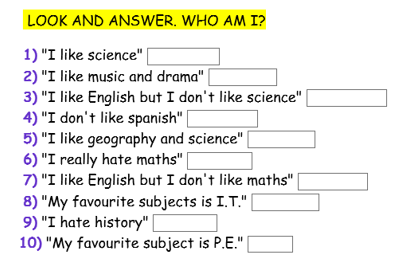 LOOK AND ANSWER. WHO AM I?
1) "I like science"
2) "I like music and drama"
3) "I like English but I don't like science"
4) "I don't like spanish"
5) "I like geography and science"
6) "I really hate maths"
7) "I like English but I don't like maths"
8) "My favourite subjects is I.T."
9) "I hate history"
10) "My favourite subject is P.E."